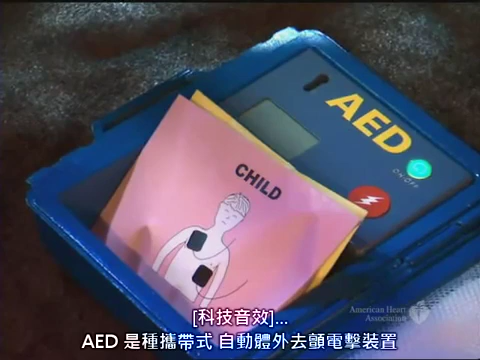 AED
ON/OFF
CHILD
American Heart
Association
[科技音效]...
AED 是種攜帶式 自動體外去顫電擊裝置